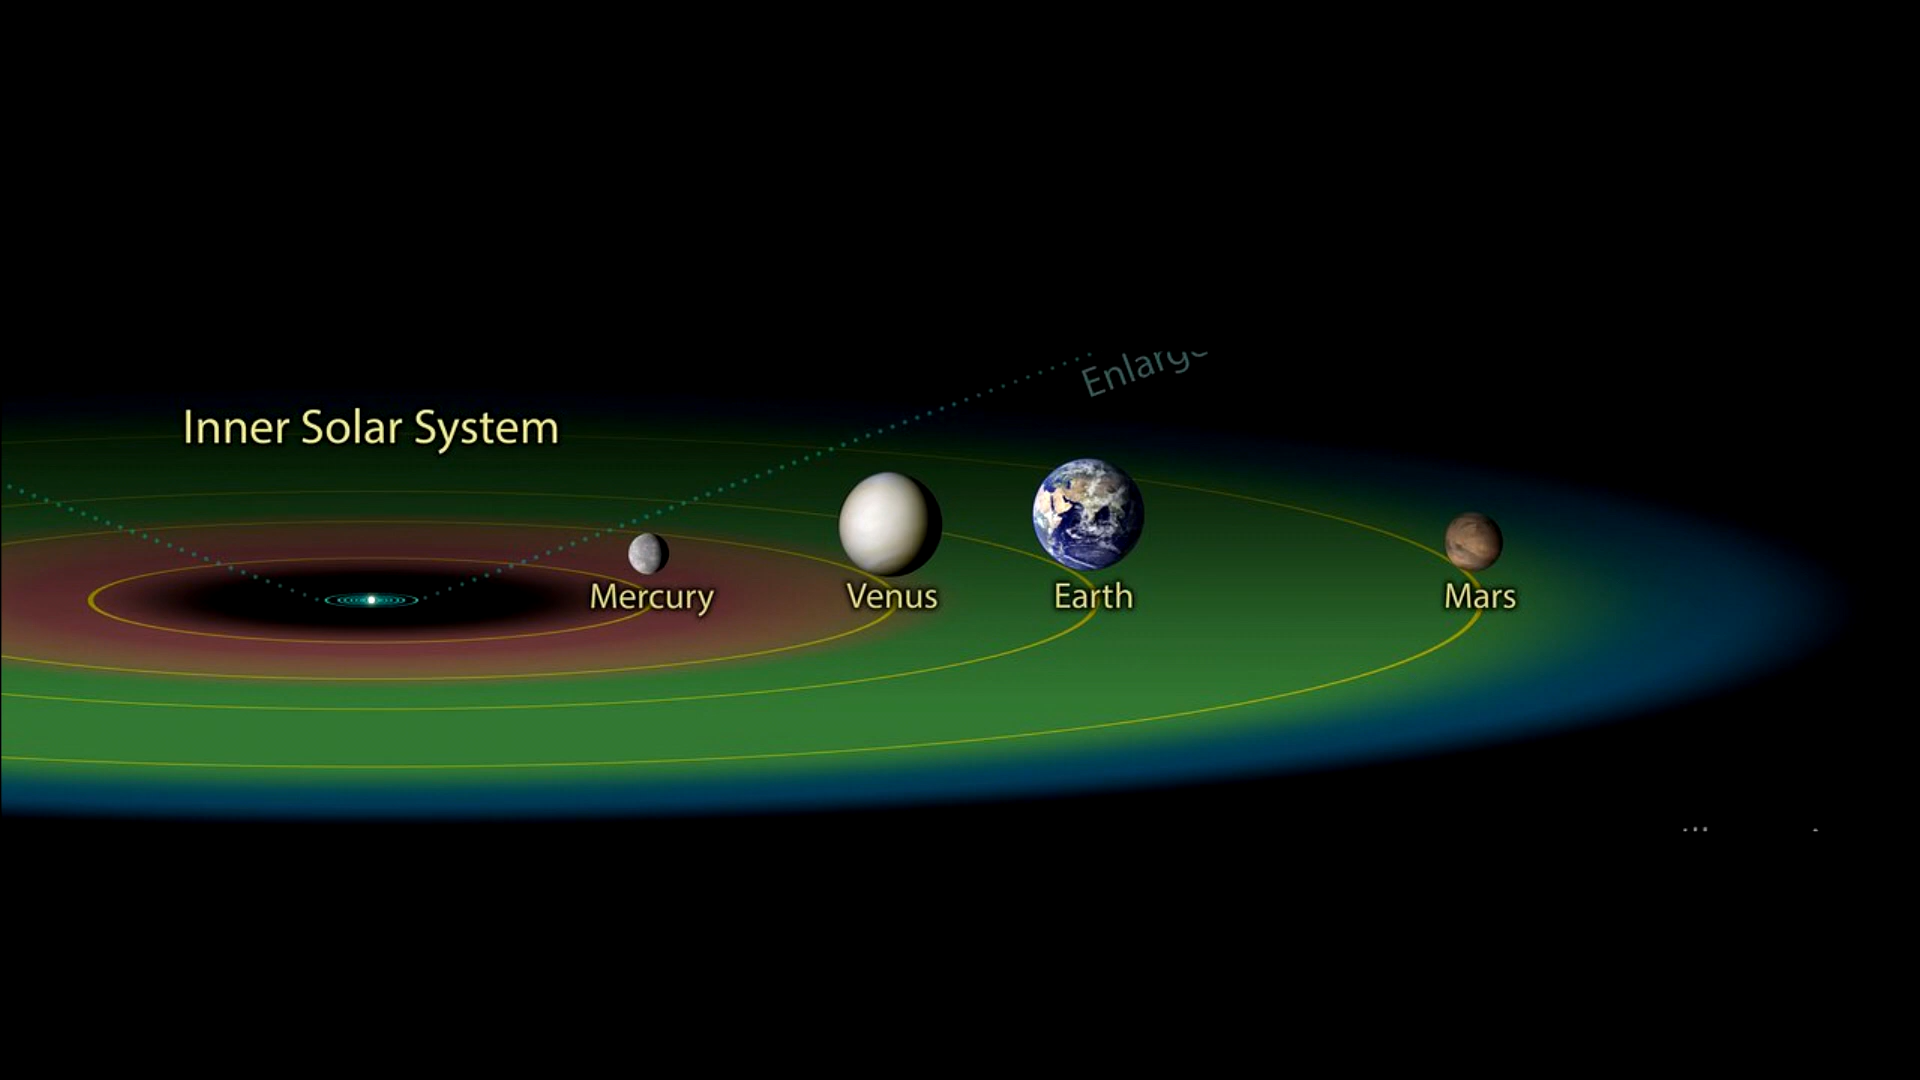 Inner Solar System
Mercury
Venus
Earth
Mars